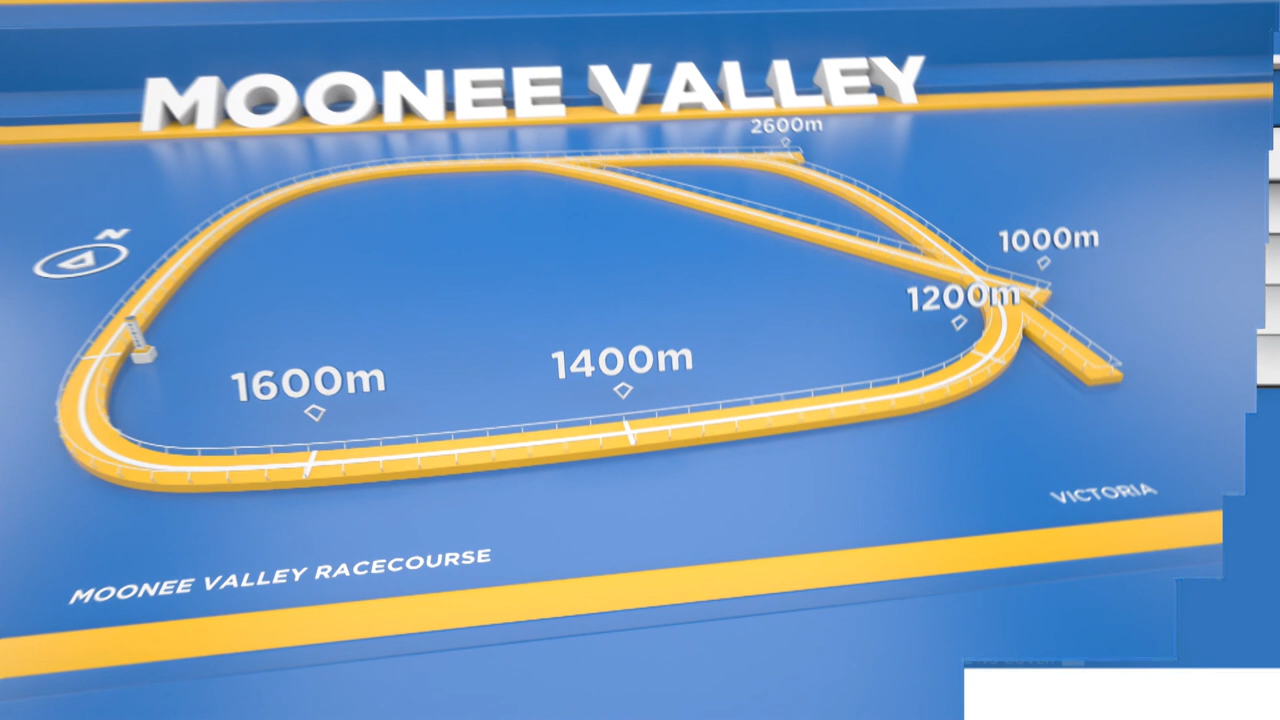 MOONEE VALLEY
2600m
N
1000m
1200m
1400m
1600m
VICTORIA
MOONEE VALLEY RACECOURSE